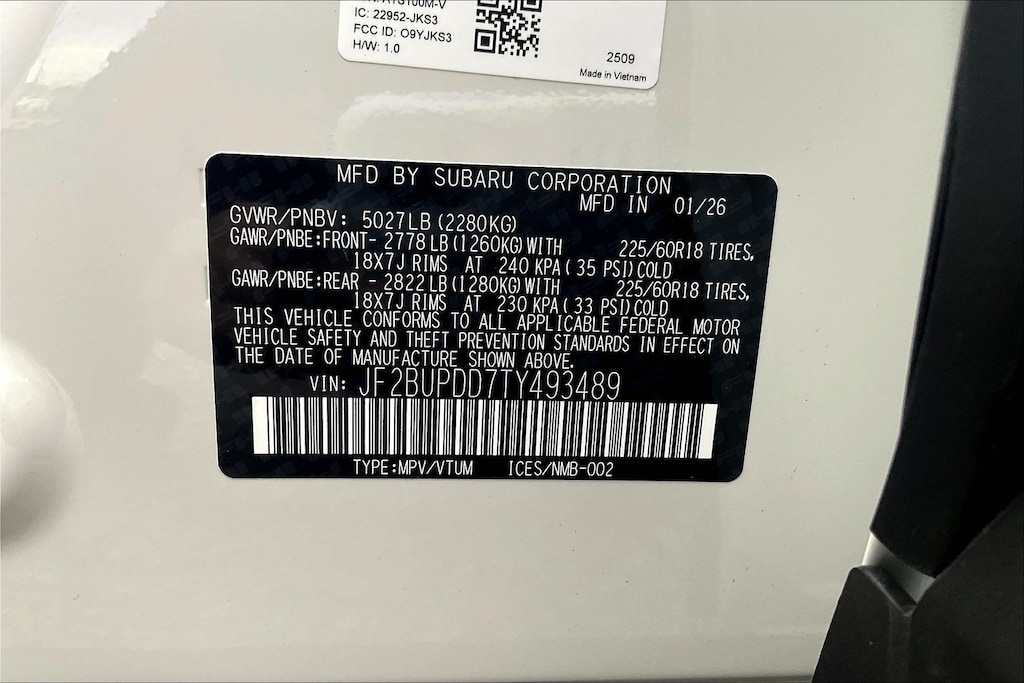 IC: 22952-JKS3
FCC ID: O9YJKS3
H/W: 1.0
2509
Made in Vietnam
MFD BY SUBARU CORPORATION
MFD IN 01/26
GVWR/PNBV: 5027LB (2280KG)
GAWR/PNBE:FRONT- 2778 LB(1260KG) WITH 225/60R18 TIRES,
18X7J RIMS AT 240 KPA( 35 PSI) COLD
GAWR/PNBE:REAR - 2822 LB(1280KG) WITH 225/60R18 TIRES,
18X7J RIMS AT 230 KPA( 33 PSI) COLD
THIS VEHICLE CONFORMS TO ALL APPLICABLE FEDERAL MOTOR
VEHICLE SAFETY AND THEFT PREVENTION STANDARDS IN EFFECT ON
THE DATE OF MANUFACTURE SHOWN ABOVE.
VIN: JF2BUPDD7TY493489
TYPE:MPV/VTUM ICES/NMB-002